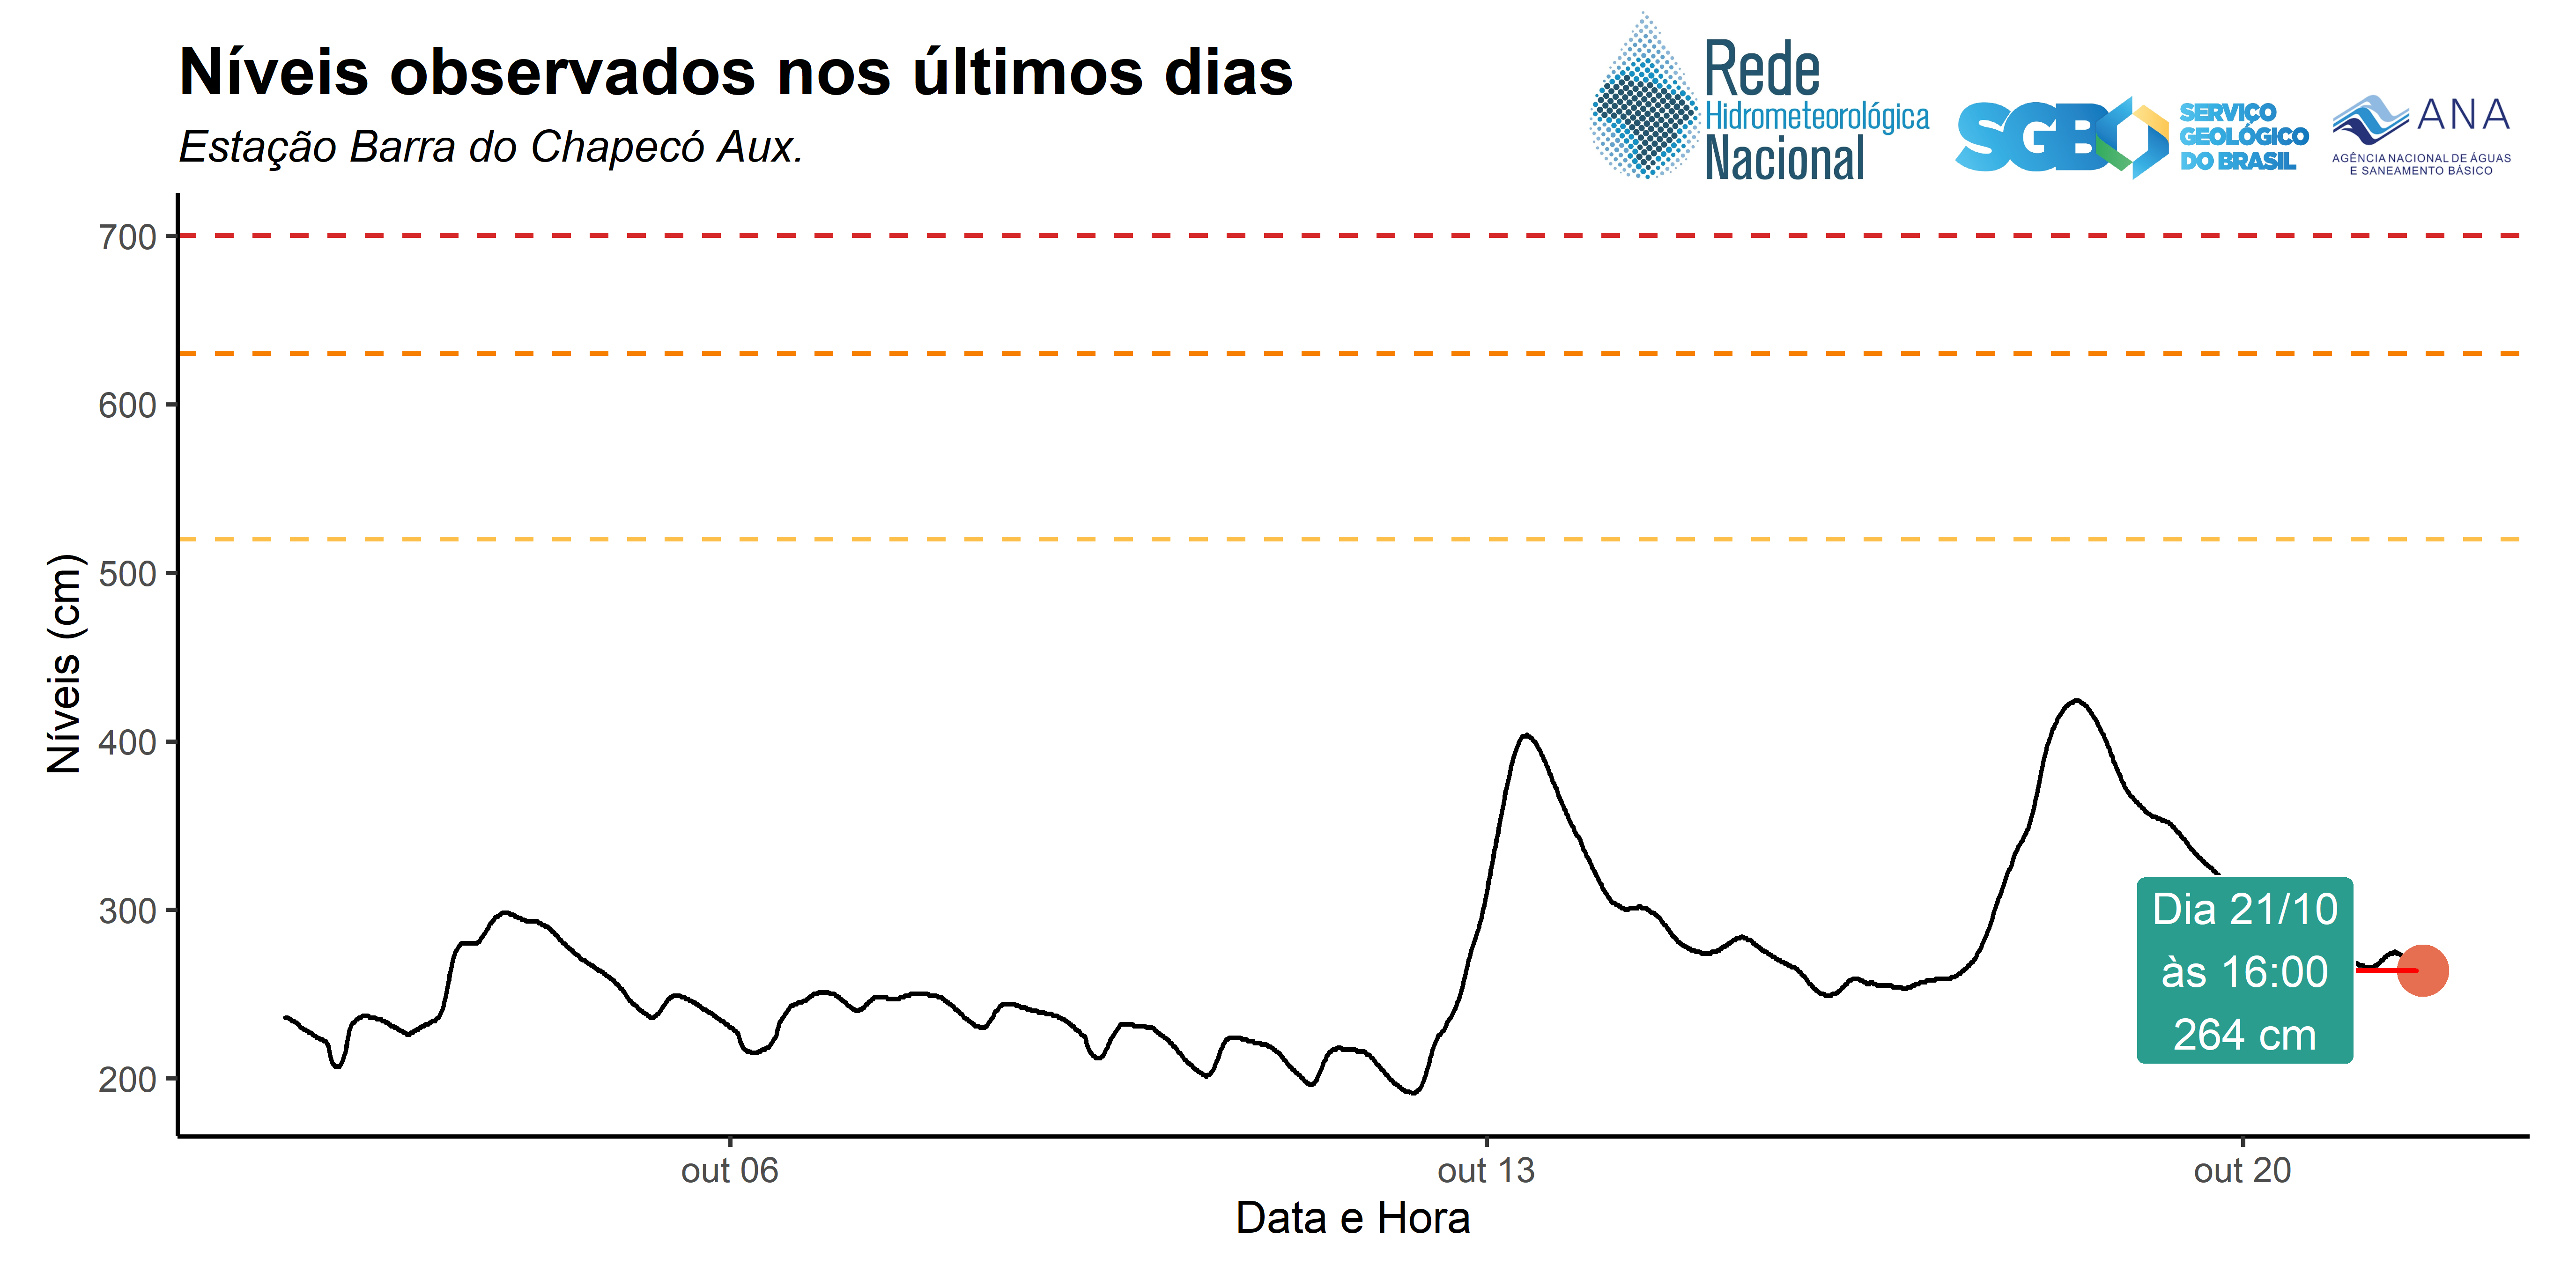 Níveis observados nos últimos dias
Estação Barra do Chapecó Aux.
Rede
Hidrometeorológica
Nacional
SGB
SERVIÇO
GEOLÓGICO
DO BRASIL
ANA
AGÊNCIA NACIONAL DE ÁGUAS
E SANEAMENTO BÁSICO
Níveis (cm)
700
600
500
400
300
200
Dia 21/10
às 16:00
264 cm
out 06
out 13
out 20
Data e Hora